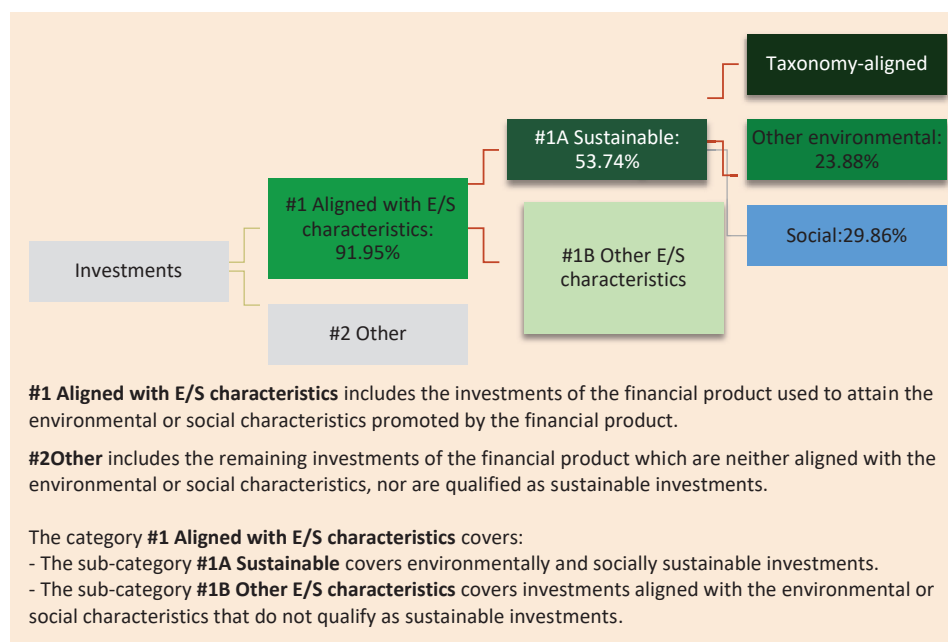 Taxonomy-aligned
#1A Sustainable:
53.74%
Other environmental:
23.88%
#1 Aligned with E/S
characteristics:
91.95%
#1B Other E/S
characteristics
Social:29.86%
Investments
#2 Other
#1 Aligned with E/S characteristics includes the investments of the financial product used to attain the
environmental or social characteristics promoted by the financial product.
#2Other includes the remaining investments of the financial product which are neither aligned with the
environmental or social characteristics, nor are qualified as sustainable investments.
The category #1 Aligned with E/S characteristics covers:
- The sub-category #1A Sustainable covers environmentally and socially sustainable investments.
- The sub-category #1B Other E/S characteristics covers investments aligned with the environmental or
social characteristics that do not qualify as sustainable investments.